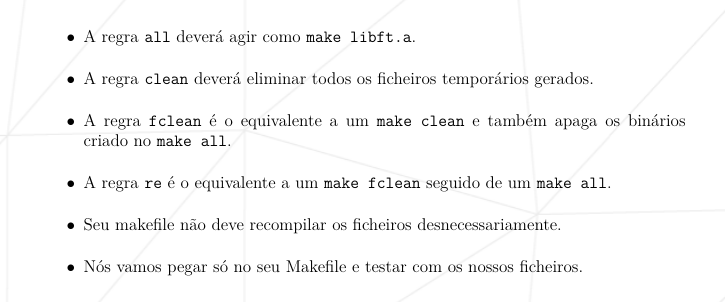 • A regra all deverá agir como make libft.a.
• A regra clean deverá eliminar todos os ficheiros temporários gerados.
• A regra fclean é o equivalente a um make clean e também apaga os binários
criado no make all.
• A regra re é o equivalente a um make fclean seguido de um make all.
• Seu makefile não deve recompilar os ficheiros desnecessariamente.
• Nós vamos pegar só no seu Makefile e testar com os nossos ficheiros.